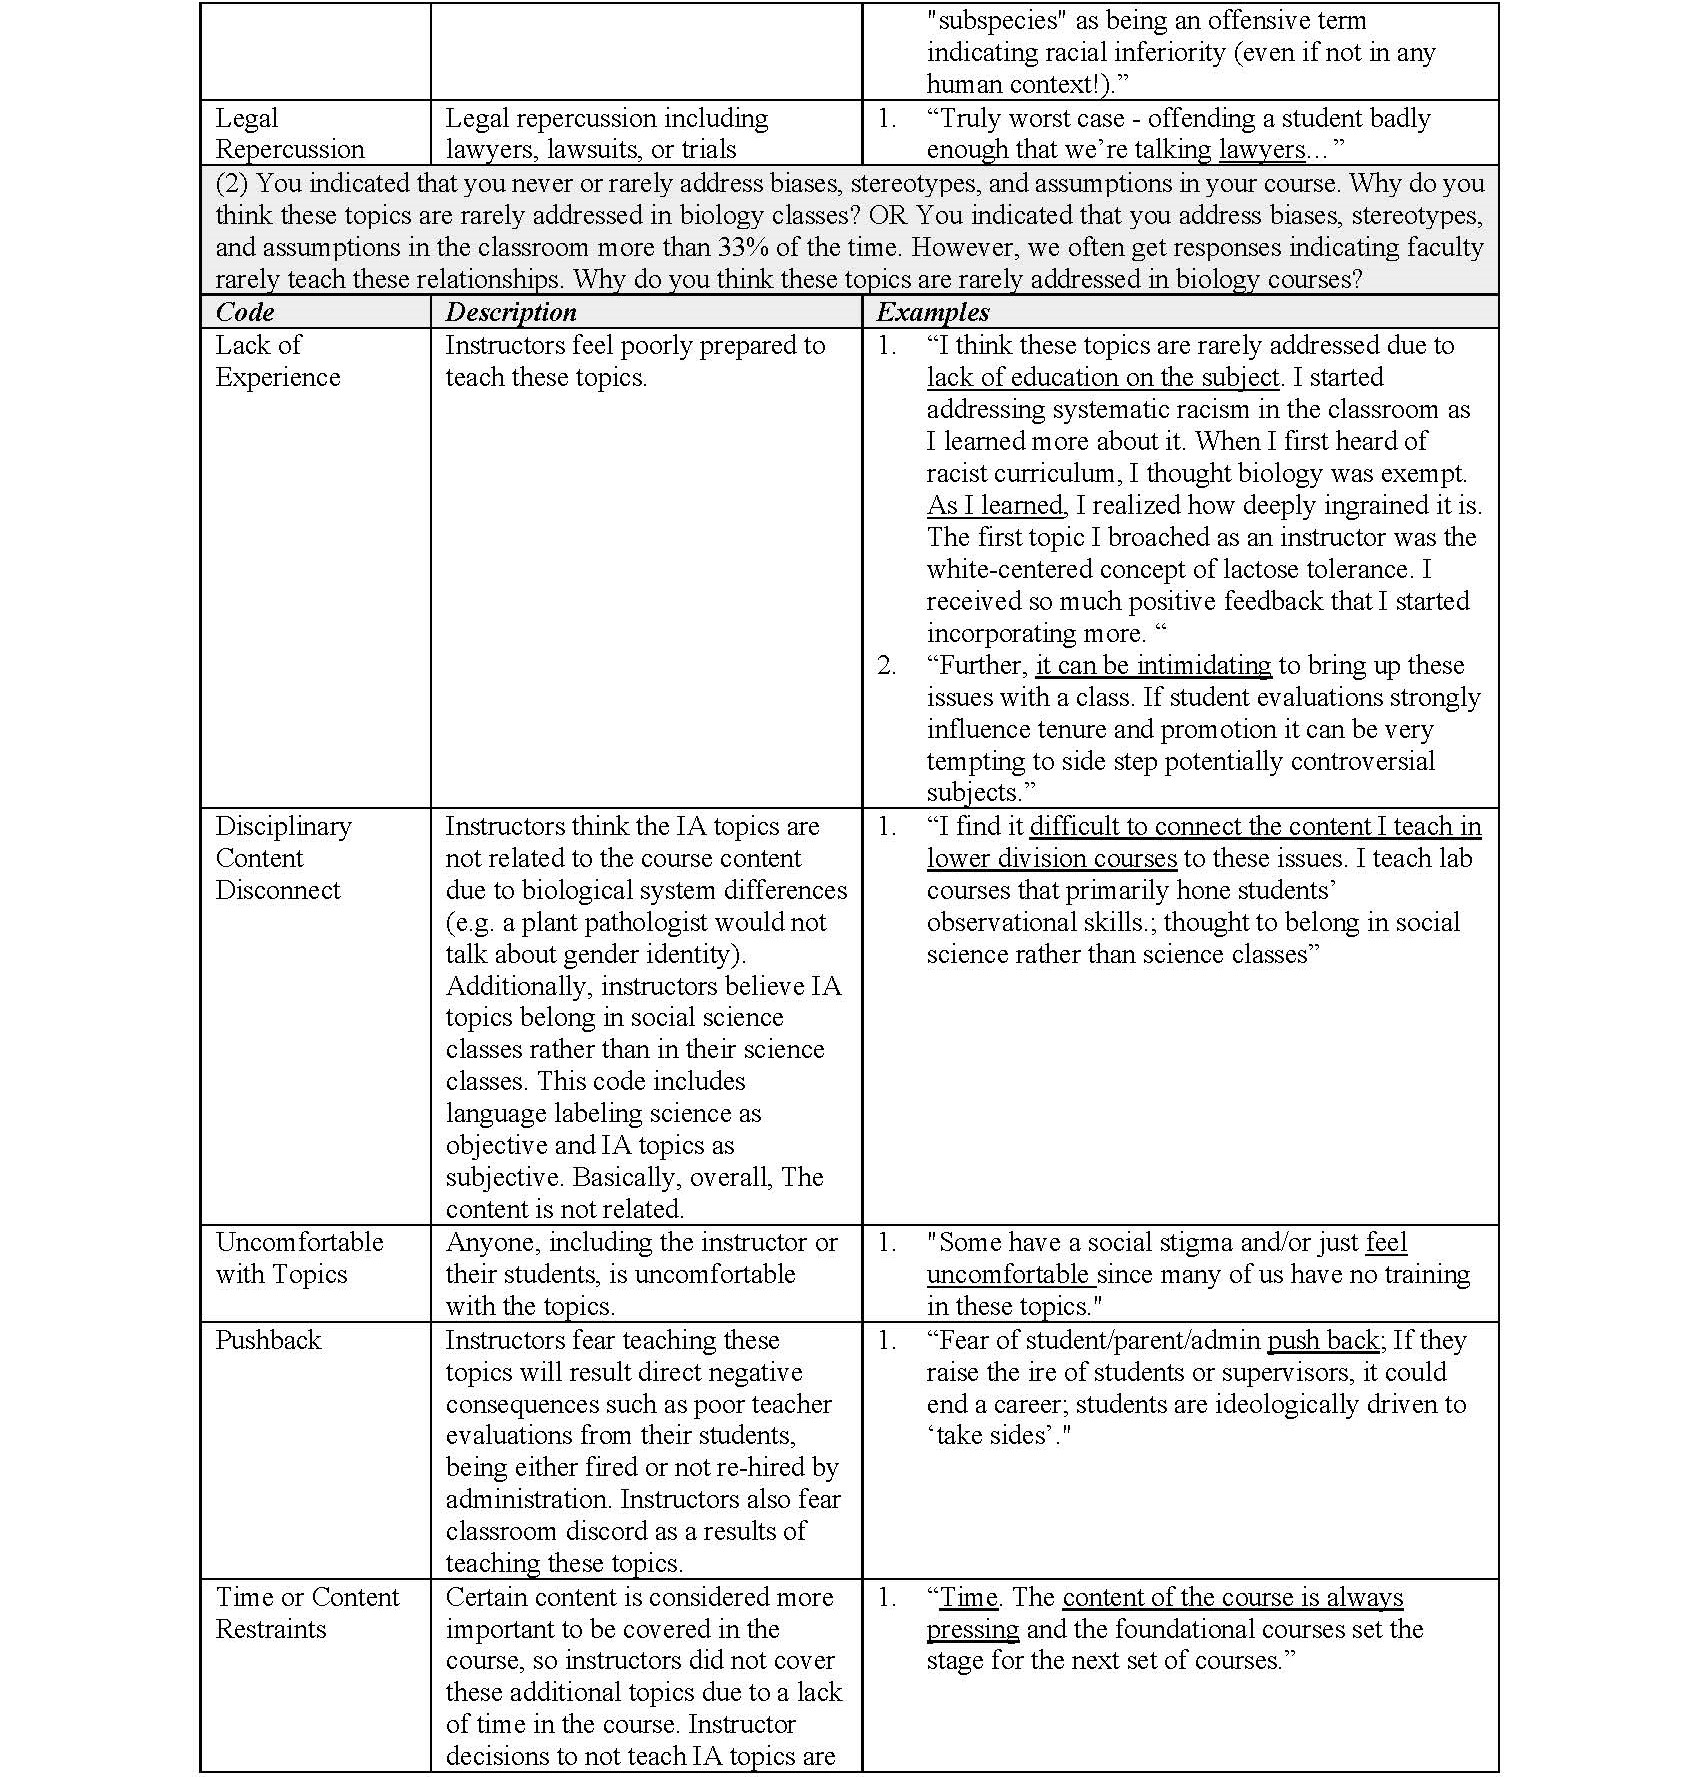 "subspecies" as being an offensive term
indicating racial inferiority (even if not in any
human context!).”
Legal
Repercussion
Legal repercussion including
lawyers, lawsuits, or trials
1. “Truly worst case - offending a student badly
enough that we’re talking lawyers…”
(2) You indicated that you never or rarely address biases, stereotypes, and assumptions in your course. Why do you
think these topics are rarely addressed in biology classes? OR You indicated that you address biases, stereotypes,
and assumptions in the classroom more than 33% of the time. However, we often get responses indicating faculty
rarely teach these relationships. Why do you think these topics are rarely addressed in biology courses?
Code Description Examples
Lack of
Experience
Instructors feel poorly prepared to
teach these topics.
1. “I think these topics are rarely addressed due to
lack of education on the subject. I started
addressing systematic racism in the classroom as
I learned more about it. When I first heard of
racist curriculum, I thought biology was exempt.
As I learned, I realized how deeply ingrained it is.
The first topic I broached as an instructor was the
white-centered concept of lactose tolerance. I
received so much positive feedback that I started
incorporating more. “
2. “Further, it can be intimidating to bring up these
issues with a class. If student evaluations strongly
influence tenure and promotion it can be very
tempting to side step potentially controversial
subjects.”
Disciplinary
Content
Disconnect
Instructors think the IA topics are
not related to the course content
due to biological system differences
(e.g. a plant pathologist would not
talk about gender identity).
Additionally, instructors believe IA
topics belong in social science
classes rather than in their science
classes. This code includes
language labeling science as
objective and IA topics as
subjective. Basically, overall, The
content is not related.
1. “I find it difficult to connect the content I teach in
lower division courses to these issues. I teach lab
courses that primarily hone students’
observational skills.; thought to belong in social
science rather than science classes”
Uncomfortable
with Topics
Anyone, including the instructor or
their students, is uncomfortable
with the topics.
1. "Some have a social stigma and/or just feel
uncomfortable since many of us have no training
in these topics."
Pushback
Instructors fear teaching these
topics will result direct negative
consequences such as poor teacher
evaluations from their students,
being either fired or not re-hired by
administration. Instructors also fear
classroom discord as a results of
teaching these topics.
1. “Fear of student/parent/admin push back; If they
raise the ire of students or supervisors, it could
end a career; students are ideologically driven to
‘take sides’."
Time or Content
Restraints
Certain content is considered more
important to be covered in the
course, so instructors did not cover
these additional topics due to a lack
of time in the course. Instructor
decisions to not teach IA topics are
1. “Time. The content of the course is always
pressing and the foundational courses set the
stage for the next set of courses.”